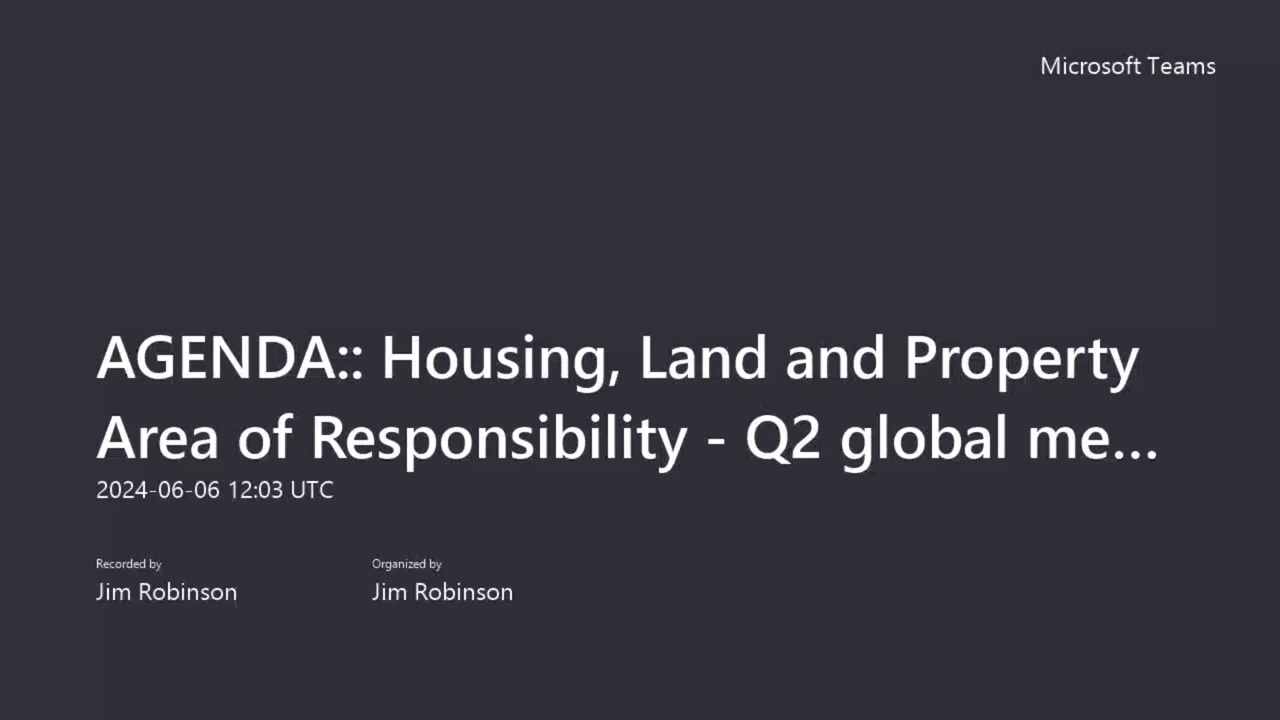 Microsoft Teams
AGENDA:: Housing, Land and Property
Area of Responsibility - Q2 global me...
2024-06-06 12:03 UTC
Recorded by
Jim Robinson
Organized by
Jim Robinson